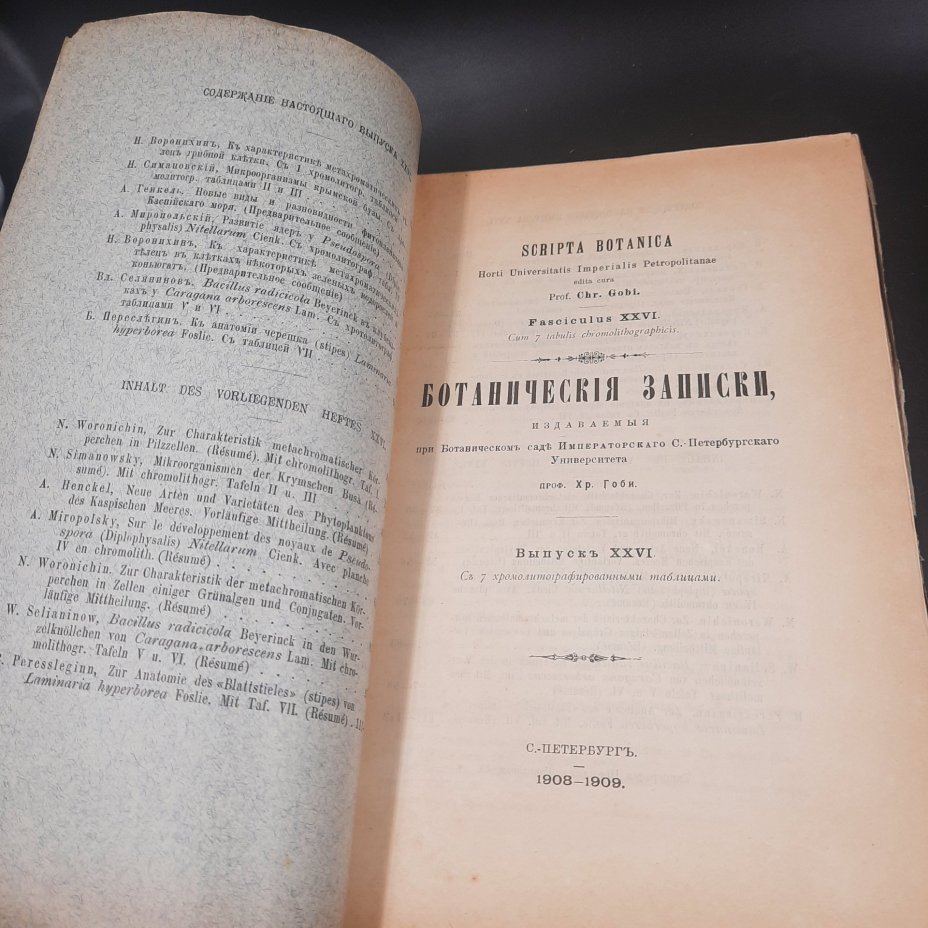 СОДЕРЖАНІЕ НАСТОЯЩАГО ВЫПУСКА
Н. Воронихин, Къ характеристикѣ метахроматическихъ
лецъ грибной клѣтки. Съ 1 хромолитогр. таблицей
Н. Симановскій, Микроорганизмы крымской бузы. Съ
молитогр. таблицами II и III
А. Генкель. Новые виды и разновидности
Каспійскаго моря. (Предварительное сообщеніе)
А. Миропольскій, Развитіе ядеръ у Pseudospora
physalis) Nitellarum Cienk. Съ хромолитограф.
Н. Воронихин, Къ характеристикѣ метахроматическихъ
тѣлецъ въ клѣткахъ нѣкоторыхъ зеленыхъ
конъюгатъ. (Предварительное сообщеніе)
Вл. Селяниновъ. Bacillus radicicola Beyerinck въ
кахъ у Caragana arborescens Lam. Съ
таблицами V и VI
Б. Переслѣгин. Къ анатоміи черешка (stipes) Laminaria
hyperborea Foslie. Съ таблицей VII
INHALT DES VORLIEGENDEN HEFTES XXVI.
N. Woronichin, Zur Charakteristik metachromatischer Kör-
perchen in Pilzzellen. (Résumé). Mit chromolithogr. Taf. I
N. Simanowsky, Mikroorganismen der Krymschen Busa. (Ré-
sumé). Mit chromolithogr. Tafeln II u. III
A. Henckel, Neue Arten und Varietäten des Phytoplanktons
des Kaspischen Meeres. Vorläufige Mittheilung. (Résumé)
A. Miropolsky, Sur le dévelopement des noyaux de Pseudo-
spora (Diplophysalis) Nitellarum Cienk. Avec planche
IV en chromolith. (Résumé)
N. Woronichin. Zur Charakteristik der metachromatischen Kör-
perchen in Zellen einiger Grünalgen und Conjugaten. Vor-
läufige Mittheilung. (Résumé)
W. Selianinow, Bacillus radicicola Beyerinck in den Wur-
zelknöllchen von Caragana arborescens Lam. Mit chro-
molithogr. Tafeln V u. VI. (Résumé)
Peressleginn, Zur Anatomie des «Blattstieles» (stipes) von
Laminaria hyperborea Foslie. Mit Taf. VII. (Résumé)
SCRIPTA BOTANICA
Horti Universitatis Imperialis Petropolitanae
edita cura
Prof. Chr. Gobi.
Fasciculus XXVI.
Cum 7 tabulis chromolithographicis.
БОТАНИЧЕСКІЯ ЗАПИСКИ,
ИЗДАВАЕМЫЯ
при Ботаническомъ садѣ ИМПЕРАТОРСКАГО С.-Петербургскаго
Университета
ПРОФ. Хр. Гоби.
Выпускъ XXVI.
Съ 7 хромолитографированными таблицами.
С.-ПЕТЕРБУРГЪ.
1908–1909.